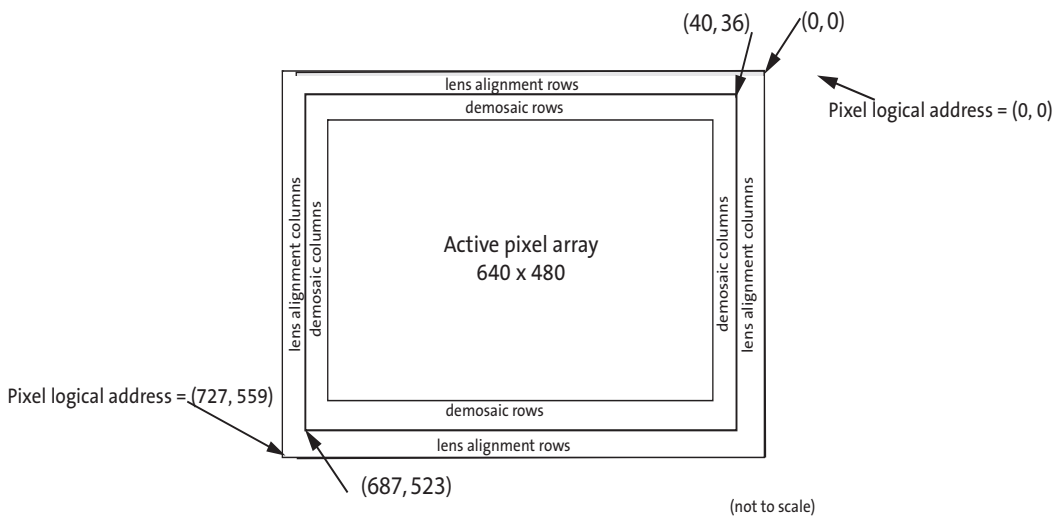 (40, 36)
(0, 0)
Pixel logical address = (0, 0)
lens alignment rows
demosaic rows
lens alignment columns
demosaic columns
Active pixel array
640 x 480
demosaic columns
lens alignment columns
Pixel logical address = (727, 559)
demosaic rows
lens alignment rows
(687, 523)
(not to scale)